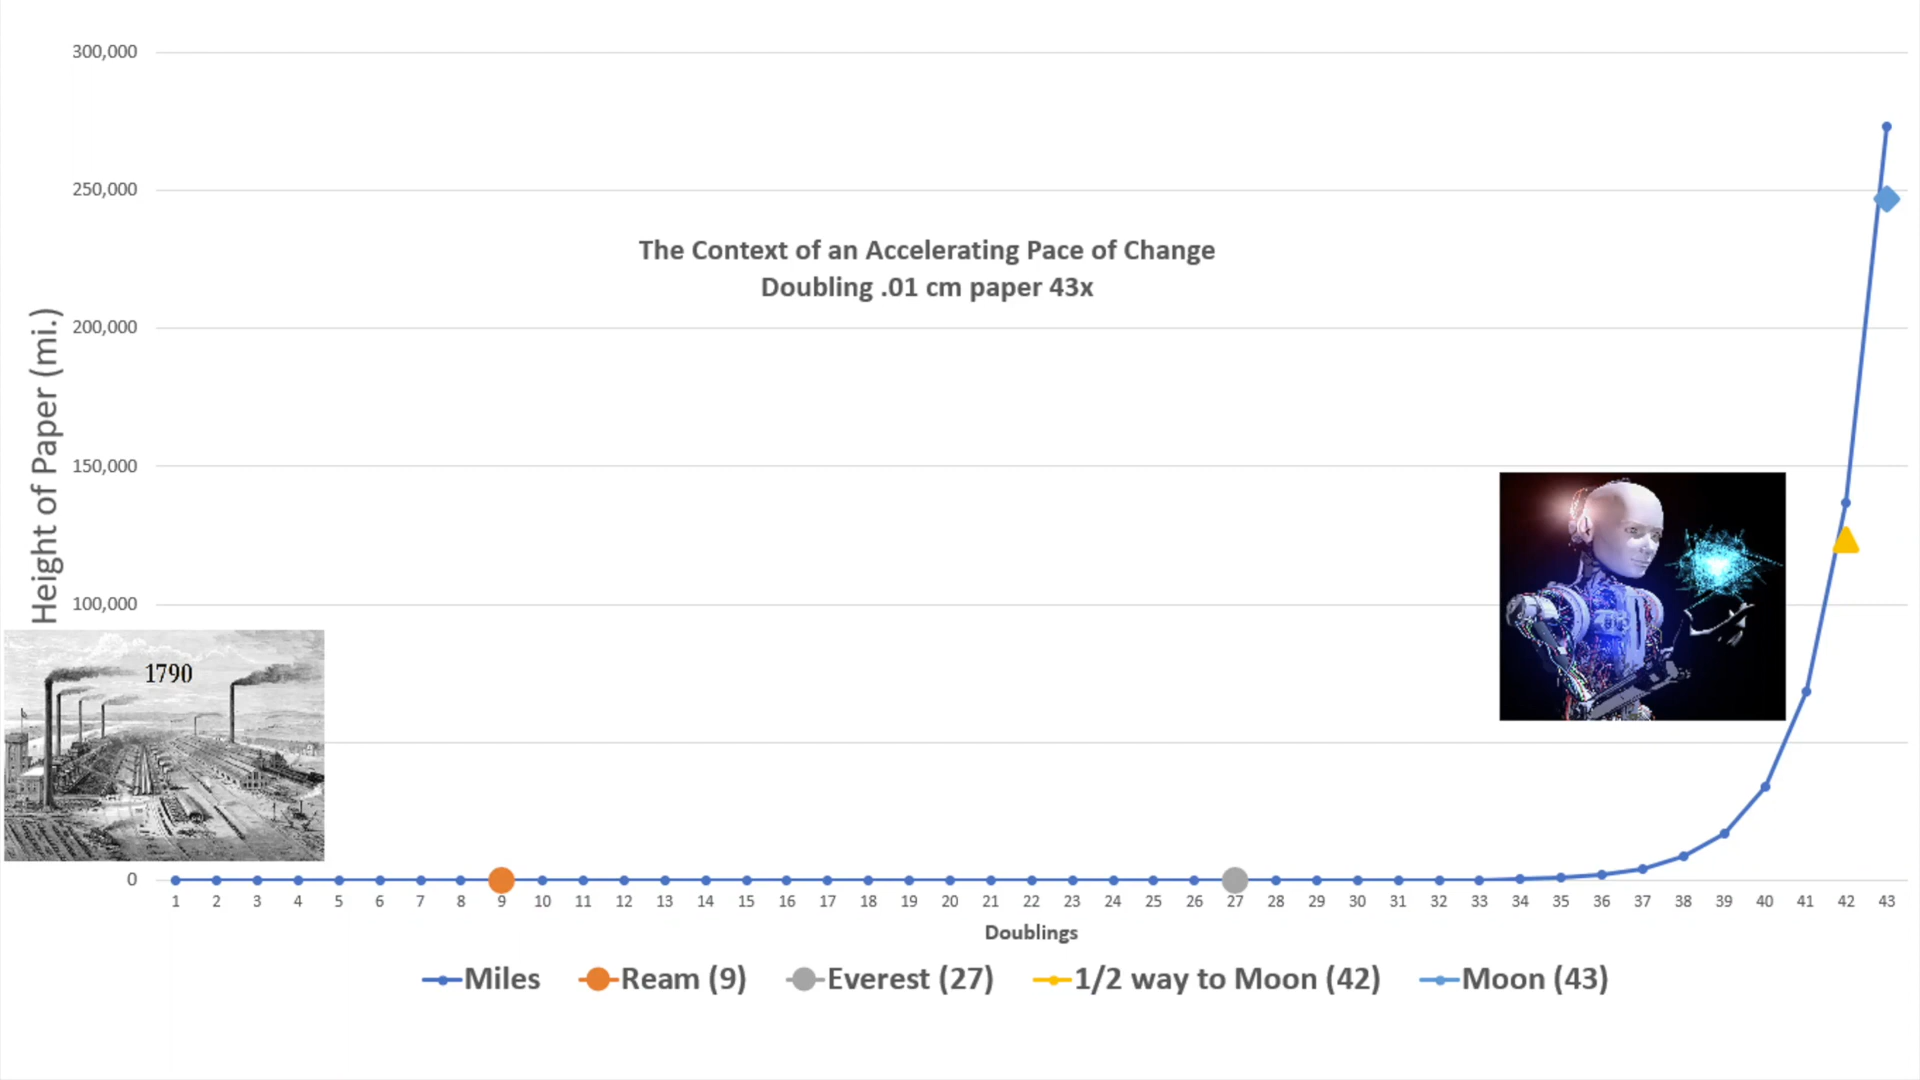 300,000
250,000
The Context of an Accelerating Pace of Change
Doubling .01 cm paper 43x
200,000
Height of Paper (mi.)
150,000
100,000
1790
0
1 2 3 4 5 6 7 8 9 10 11 12 13 14 15 16 17 18 19 20 21 22 23 24 25 26 27 28 29 30 31 32 33 34 35 36 37 38 39 40 41 42 43
Doublings
Miles Ream (9) Everest (27) 1/2 way to Moon (42) Moon (43)